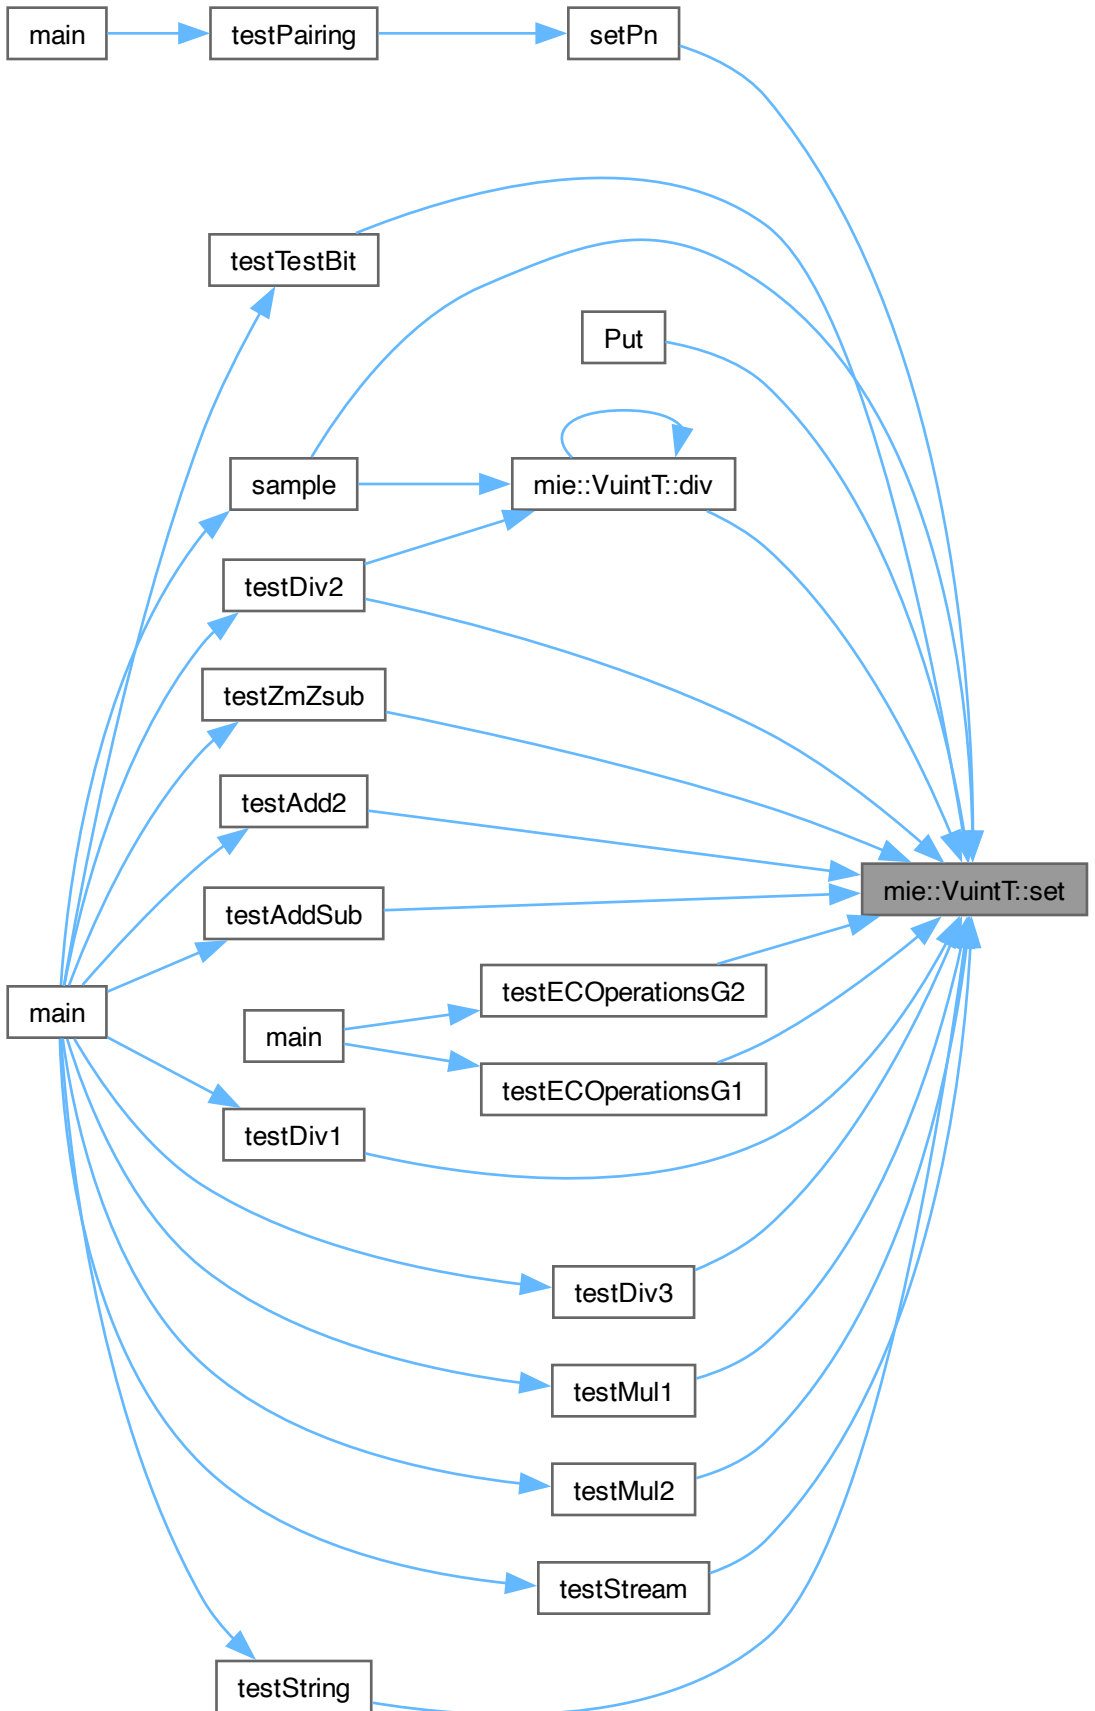 main
testPairing
setPn
testTestBit
Put
sample
mie::VuintT::div
testDiv2
testZmZsub
testAdd2
mie::VuintT::set
testAddSub
testECOperationsG2
main
main
testECOperationsG1
testDiv1
testDiv3
testMul1
testMul2
testStream
testString